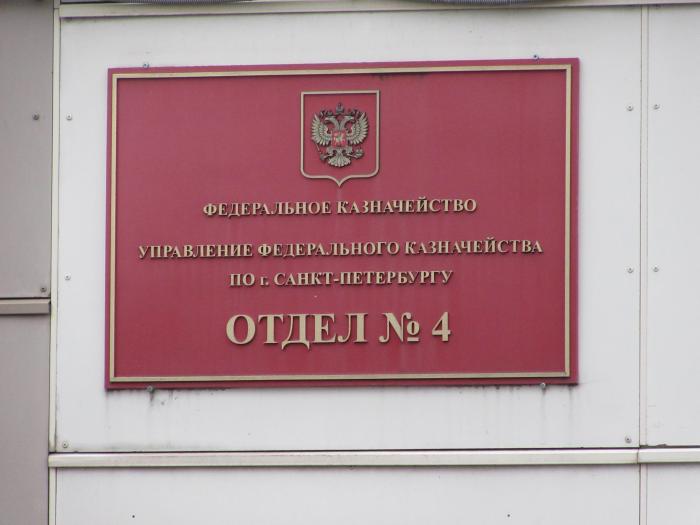 ФЕДЕРАЛЬНОЕ КАЗНАЧЕЙСТВО
УПРАВЛЕНИЕ ФЕДЕРАЛЬНОГО КАЗНАЧЕЙСТВА
ПО г. САНКТ-ПЕТЕРБУРГУ
ОТДЕЛ № 4